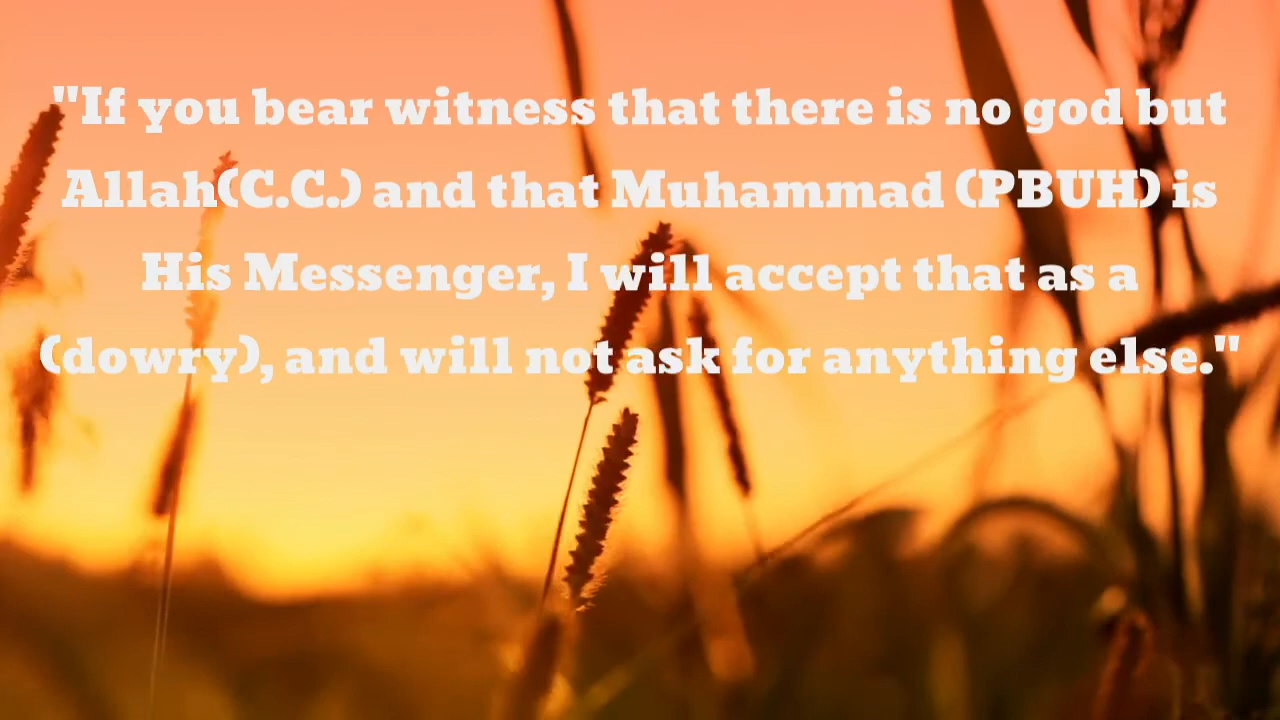 "If you bear witness that there is no god but
Allah(C.C.) and that Muhammad (PBUH) is
His Messenger, I will accept that as a
(dowry), and will not ask for anything else."